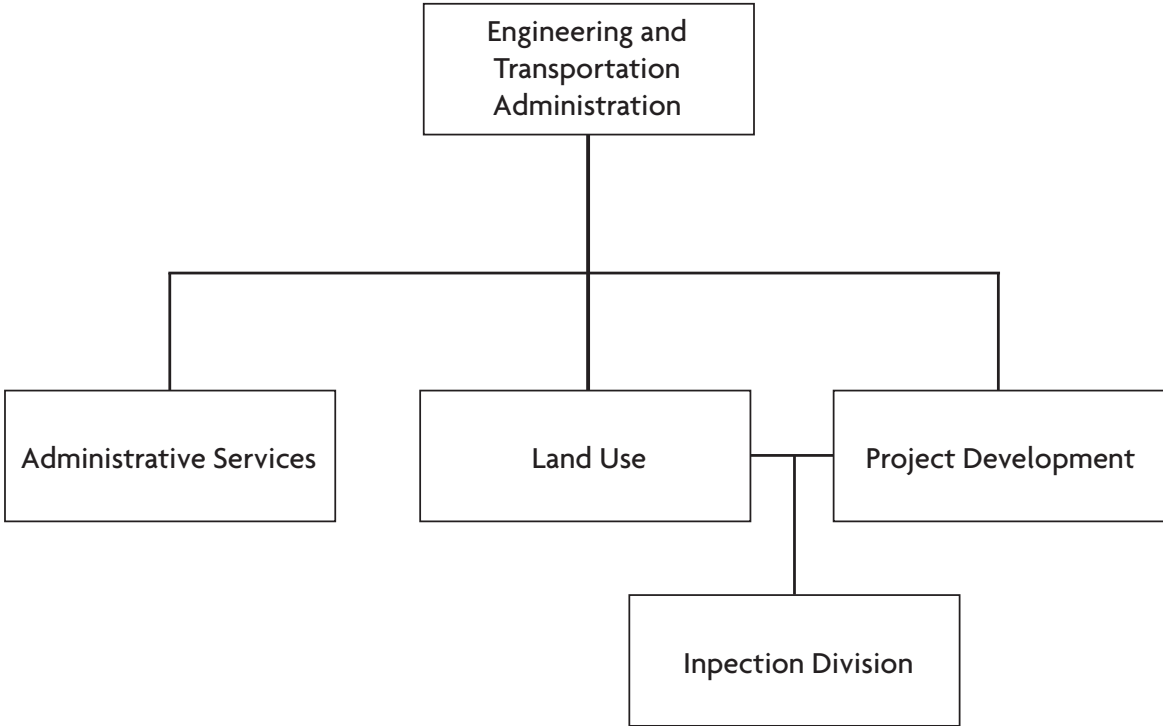 Engineering and
Transportation
Administration
Administrative Services
Land Use
Project Development
Inpection Division